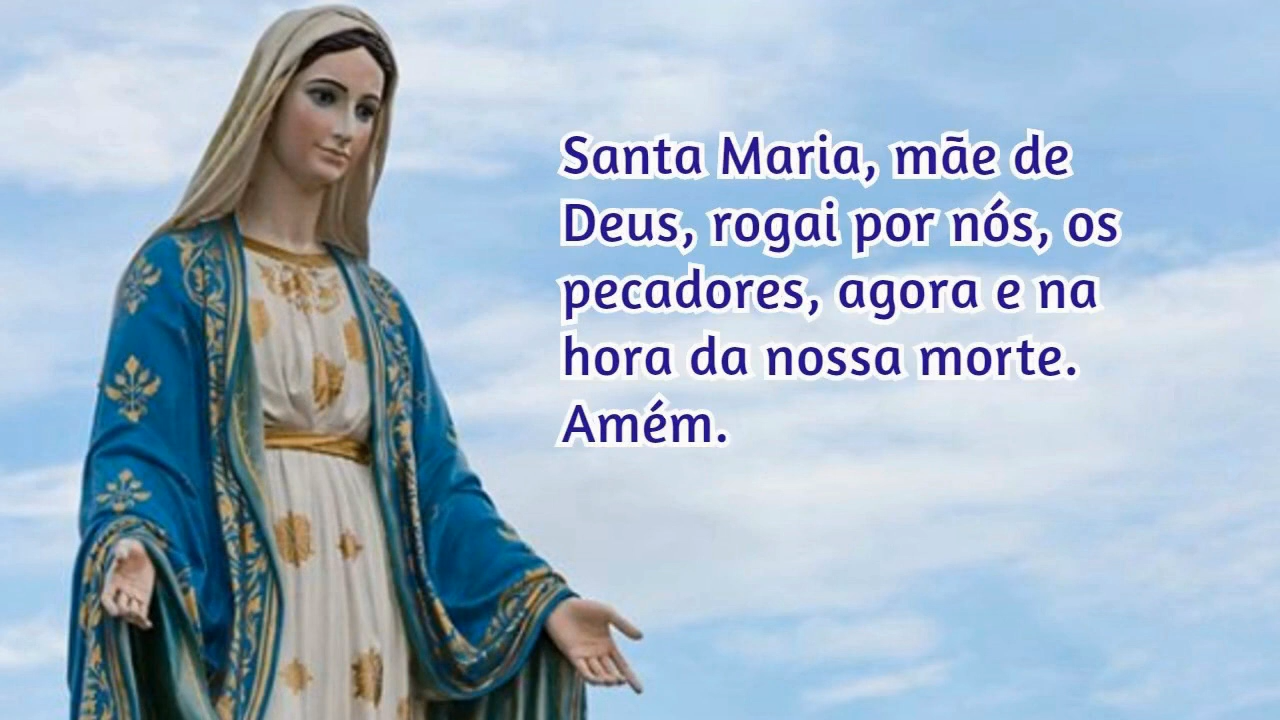 Santa Maria, mãe de
Deus, rogai por nós, os
pecadores, agora e na
hora da nossa morte.
Amém.